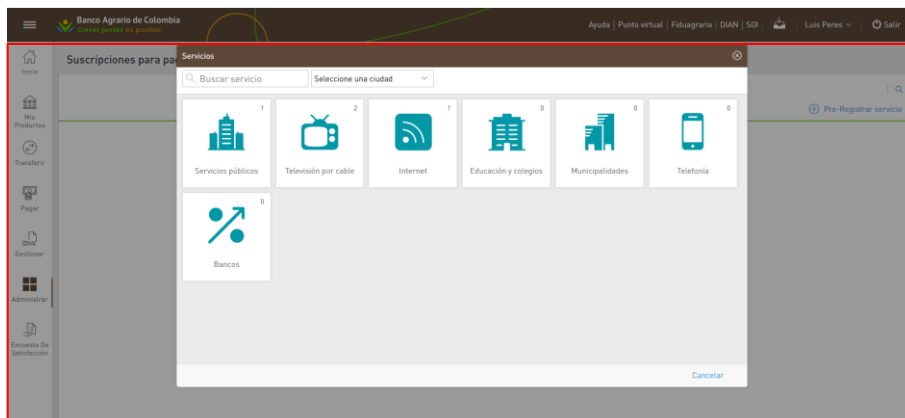 Banco Agrario de Colombia
Crecer juntos es posible
Ayuda | Punto virtual | Fiduagraria | DIAN | SOI
Luis Peres
Salir
Inicio
Mis
Productos
Transferir
Pagar
Gestionar
Administrar
Encuesta De
Satisfacción
Suscripciones para pa
Pre-Registrar servicio
Servicios
Buscar servicio
Seleccione una ciudad
1
Servicios públicos
2
Televisión por cable
1
Internet
0
Educación y colegios
0
Municipalidades
0
Telefonía
0
Bancos
Cancelar